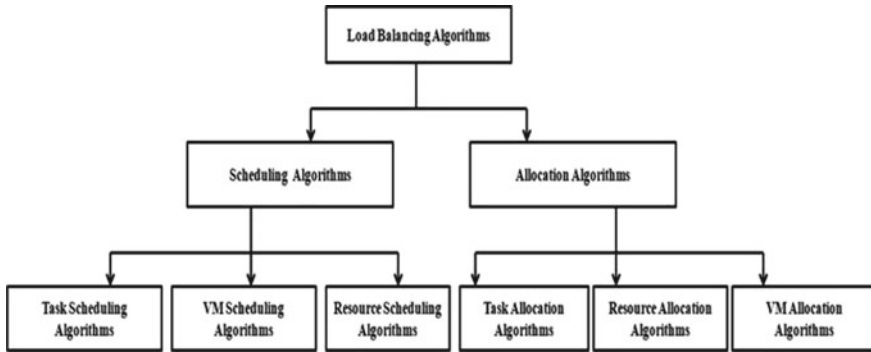 Load Balancing Algorithms
Scheduling Algorithms
Allocation Algorithms
Task Scheduling
Algorithms
VM Scheduling
Algorithms
Resource Scheduling
Algorithms
Task Allocation
Algorithms
Resource Allocation
Algorithms
VM Allocation
Algorithms